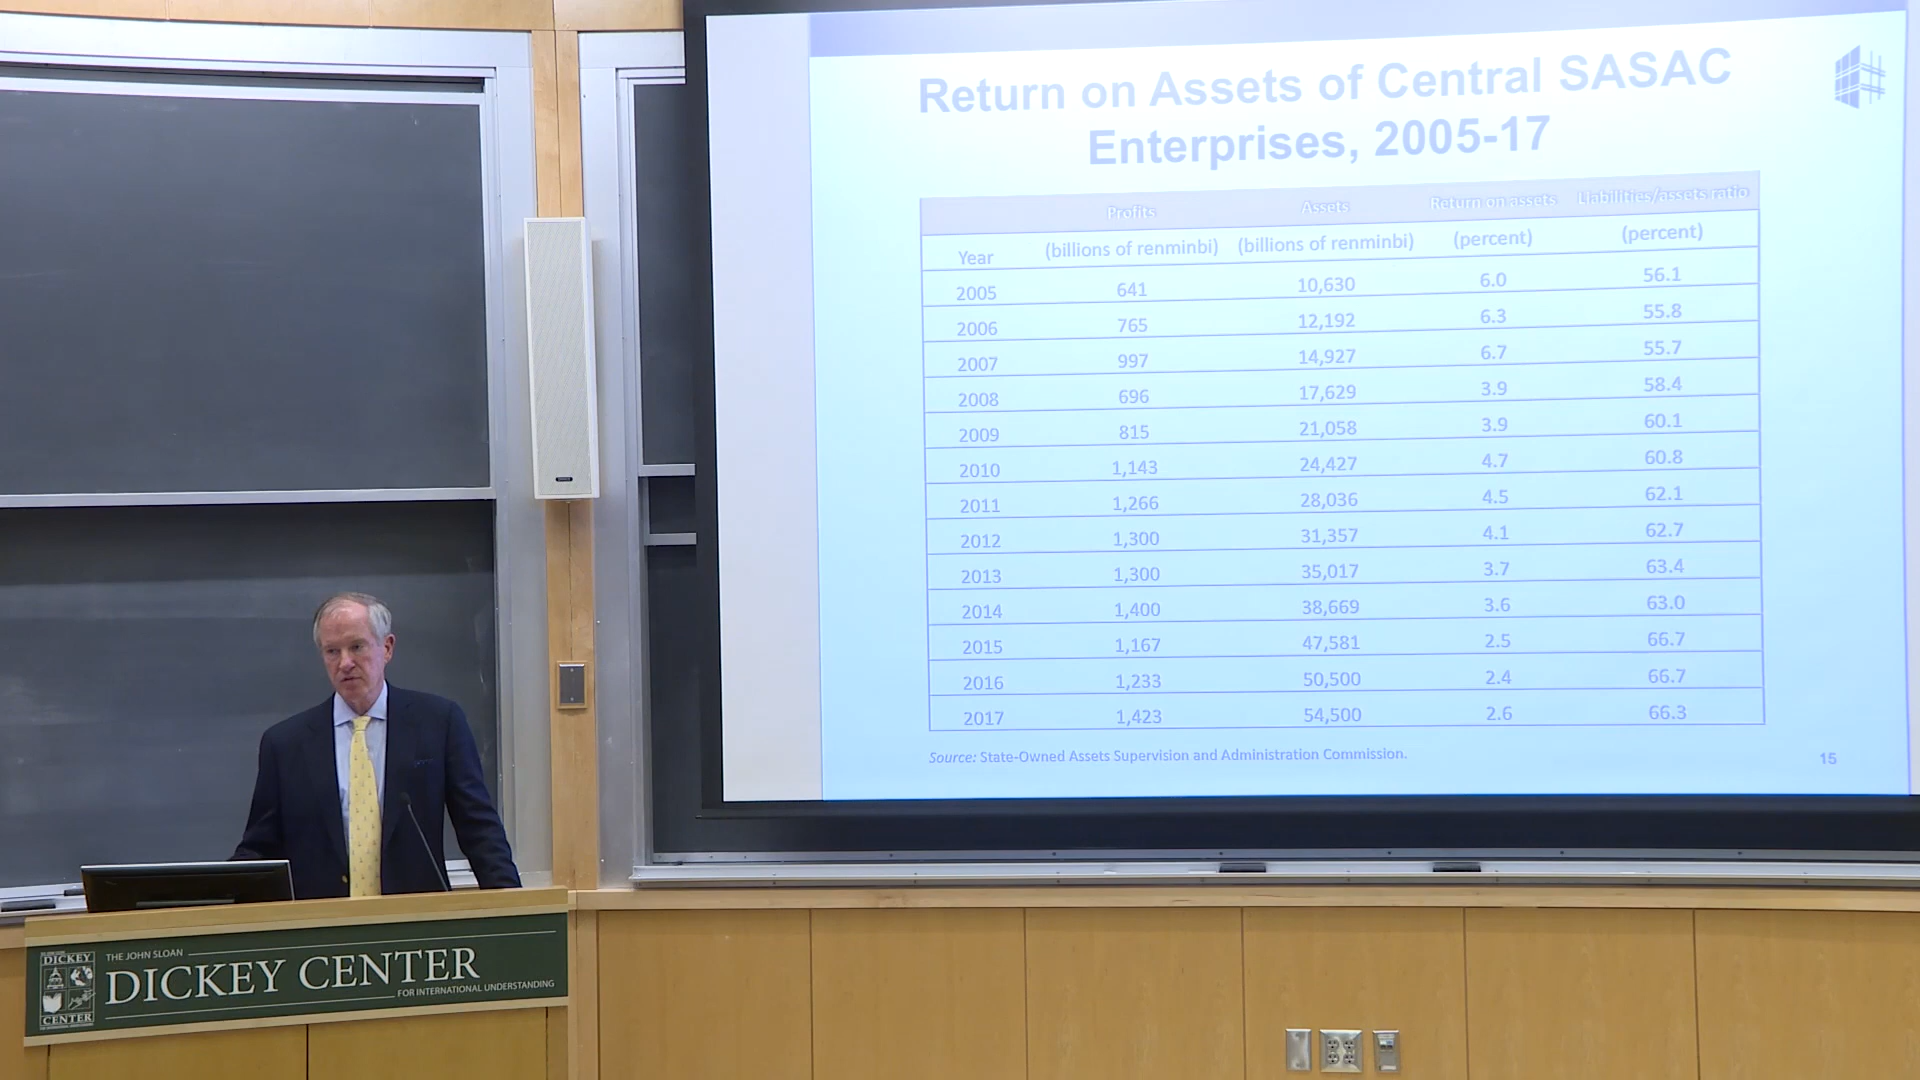 Return on Assets of Central SASAC
Enterprises, 2005-17
Profits Assets Return on assets Liabilities/assets ratio
Year (billions of renminbi) (billions of renminbi) (percent) (percent)
2005 641 10,630 6.0 56.1
2006 765 12,192 6.3 55.8
2007 997 14,927 6.7 55.7
2008 696 17,629 3.9 58.4
2009 815 21,058 3.9 60.1
2010 1,143 24,427 4.7 60.8
2011 1,266 28,036 4.5 62.1
2012 1,300 31,357 4.1 62.7
2013 1,300 35,017 3.7 63.4
2014 1,400 38,669 3.6 63.0
2015 1,167 47,581 2.5 66.7
2016 1,233 50,500 2.4 66.7
2017 1,423 54,500 2.6 66.3
Source: State-Owned Assets Supervision and Administration Commission.
15
THE JOHN SLOAN
DICKEY CENTER
FOR INTERNATIONAL UNDERSTANDING
DICKEY
CENTER